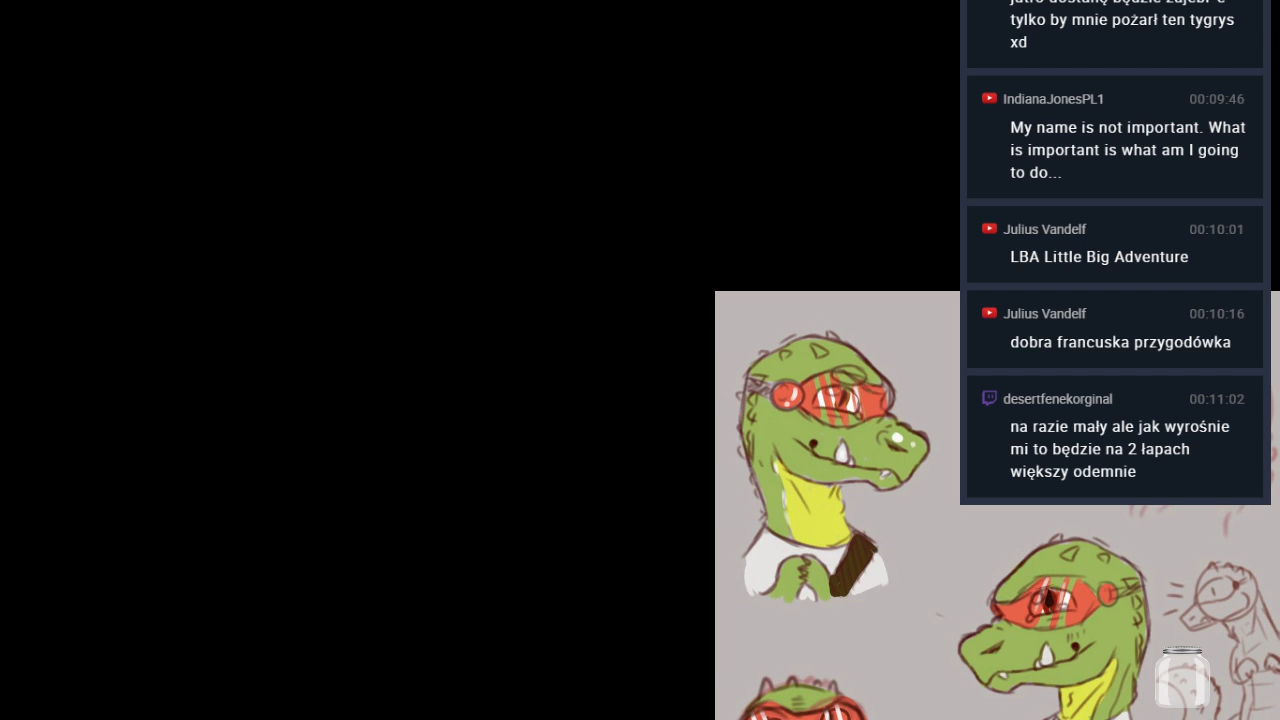 tylko by mnie pożarł ten tygrys
xd
IndianaJonesPL1 00:09:46
My name is not important. What
is important is what am I going
to do...
Julius Vandelf 00:10:01
LBA Little Big Adventure
Julius Vandelf 00:10:16
dobra francuska przygodówka
desertfenekorginal 00:11:02
na razie mały ale jak wyrośnie
mi to będzie na 2 łapach
większy odemnie